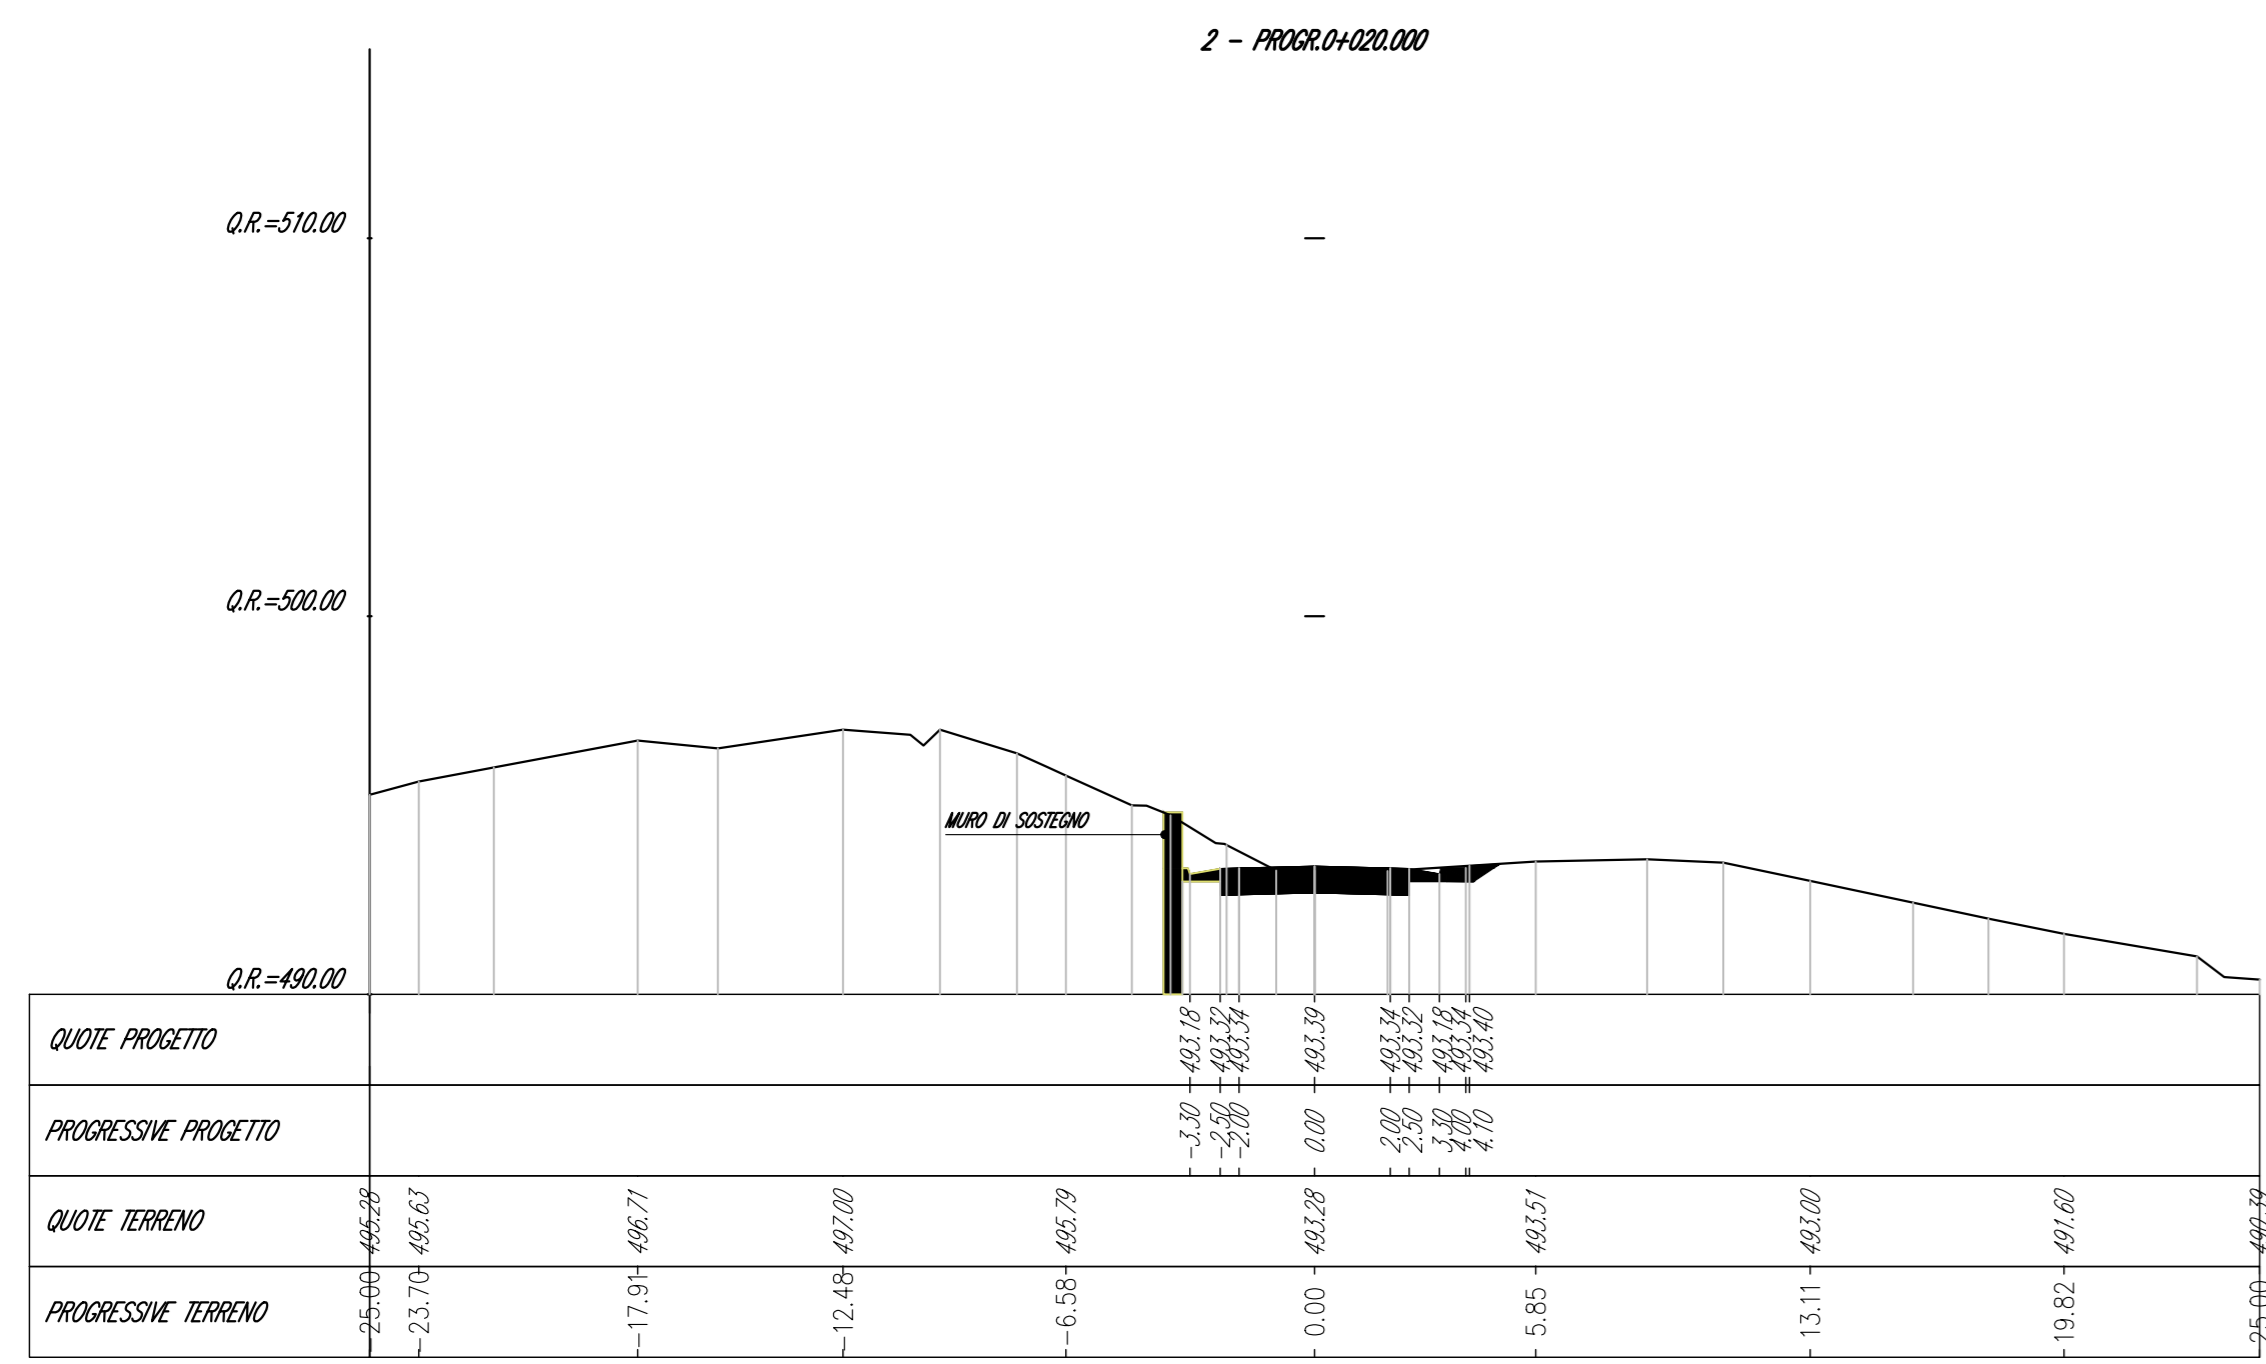 2 - PROGR.0+020.000
Q.R.=510.00
Q.R.=500.00
MURO DI SOSTEGNO
Q.R.=490.00
QUOTE PROGETTO 493.18 493.32 493.34 493.39 493.34 493.32 493.18 493.34 493.40
PROGRESSIVE PROGETTO -3.30 -2.50 -2.00 0.00 2.00 2.50 3.30 4.00 4.10
QUOTE TERRENO 495.28 495.63 496.71 497.00 495.79 493.28 493.51 493.00 491.60 490.39
PROGRESSIVE TERRENO -25.00 -23.70 -17.91 -12.48 -6.58 0.00 5.85 13.11 19.82 25.00